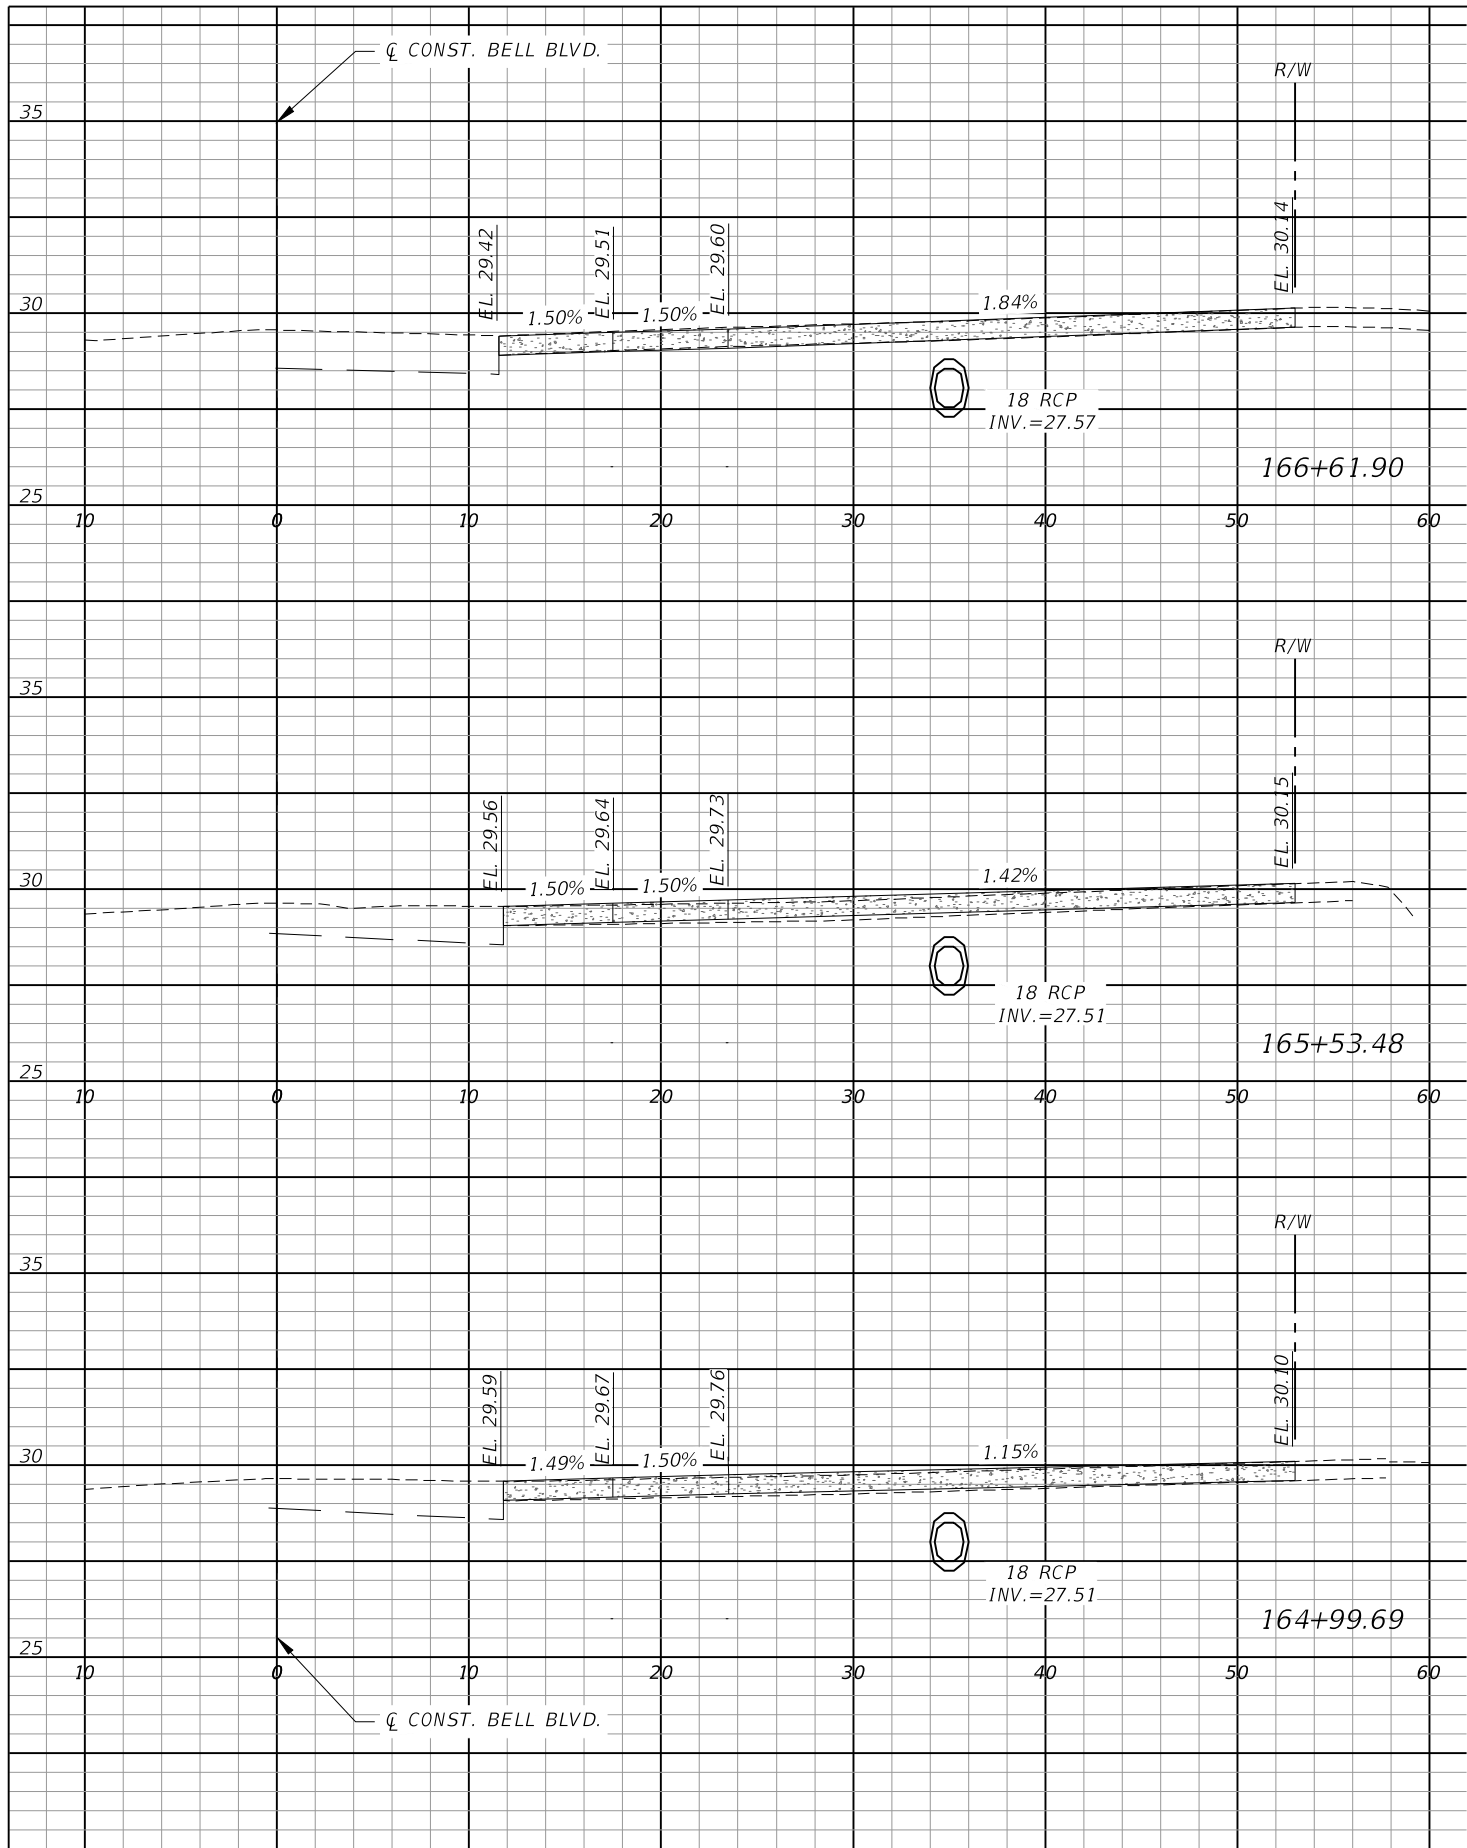 ℄ CONST. BELL BLVD.
R/W
35
EL. 29.42
EL. 29.51
EL. 29.60
EL. 30.14
30
1.50%
1.50%
1.84%
18 RCP
INV.=27.57
166+61.90
25
10 0 10 20 30 40 50 60
R/W
35
EL. 29.56
EL. 29.64
EL. 29.73
EL. 30.15
30
1.50%
1.50%
1.42%
18 RCP
INV.=27.51
165+53.48
25
10 0 10 20 30 40 50 60
R/W
35
EL. 29.59
EL. 29.67
EL. 29.76
EL. 30.10
30
1.49%
1.50%
1.15%
18 RCP
INV.=27.51
164+99.69
25
10 0 10 20 30 40 50 60
℄ CONST. BELL BLVD.